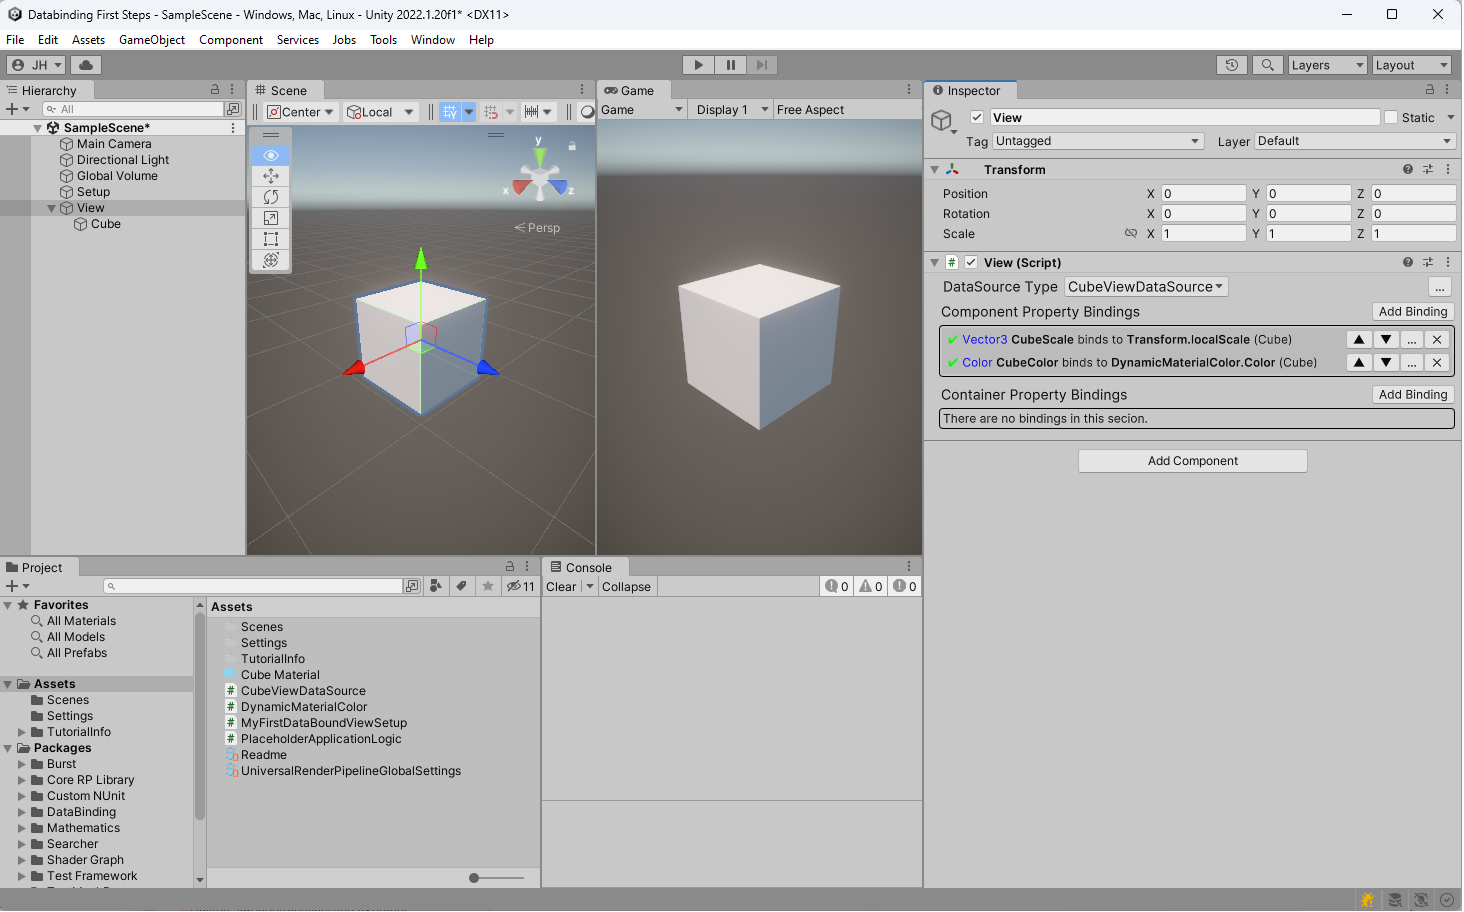 Databinding First Steps - SampleScene - Windows, Mac, Linux - Unity 2022.1.20f1* <DX11>
File Edit Assets GameObject Component Services Jobs Tools Window Help
JH Layers Layout
Hierarchy
All
SampleScene*
Main Camera
Directional Light
Global Volume
Setup
View
Cube
Scene
Center Local
y
x z
Persp
Game
Game Display 1 Free Aspect
Inspector
View Static
Tag Untagged Layer Default
Transform
Position X 0 Y 0 Z 0
Rotation X 0 Y 0 Z 0
Scale X 1 Y 1 Z 1
# View (Script)
DataSource Type CubeViewDataSource ...
Component Property Bindings Add Binding
Vector3 CubeScale binds to Transform.localScale (Cube) ...
Color CubeColor binds to DynamicMaterialColor.Color (Cube) ...
Container Property Bindings Add Binding
There are no bindings in this secion.
Add Component
Project
11
Favorites
All Materials
All Models
All Prefabs
Assets
Scenes
Settings
TutorialInfo
Packages
Burst
Core RP Library
Custom NUnit
DataBinding
Mathematics
Searcher
Shader Graph
Test Framework
Assets
Scenes
Settings
TutorialInfo
Cube Material
# CubeViewDataSource
# DynamicMaterialColor
# MyFirstDataBoundViewSetup
# PlaceholderApplicationLogic
Readme
UniversalRenderPipelineGlobalSettings
Console
Clear Collapse 0 0 0